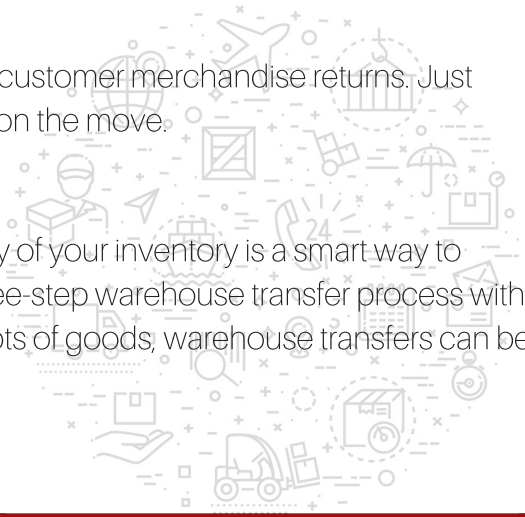 customer merchandise returns. Just
on the move.
y of your inventory is a smart way to
ee-step warehouse transfer process with
ots of goods, warehouse transfers can be
24